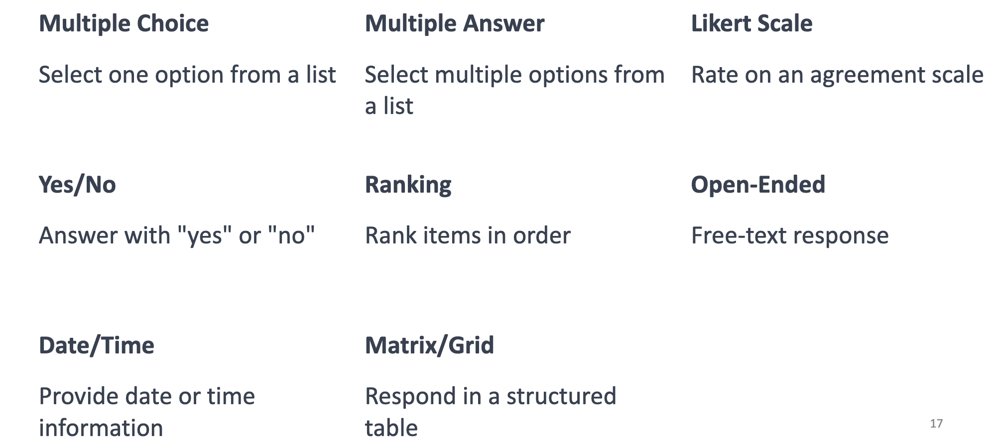 Multiple Choice
Select one option from a list
Multiple Answer
Select multiple options from
a list
Likert Scale
Rate on an agreement scale
Yes/No
Answer with "yes" or "no"
Ranking
Rank items in order
Open-Ended
Free-text response
Date/Time
Provide date or time
information
Matrix/Grid
Respond in a structured
table
17